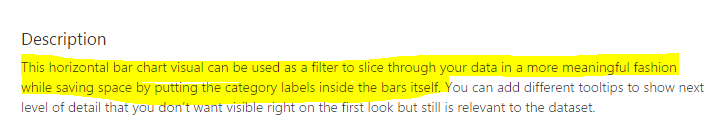 Description
This horizontal bar chart visual can be used as a filter to slice through your data in a more meaningful fashion
while saving space by putting the category labels inside the bars itself. You can add different tooltips to show next
level of detail that you don't want visible right on the first look but still is relevant to the dataset.